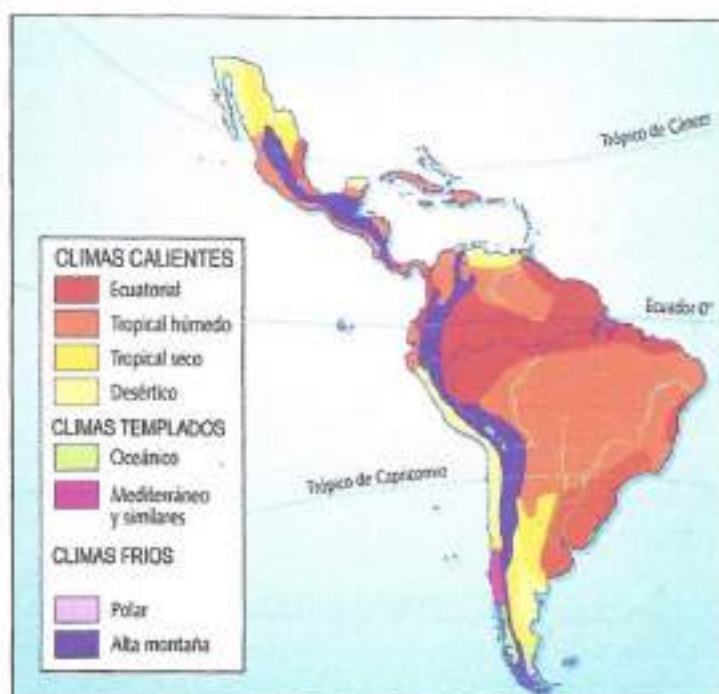 Trópico de Cáncer
CLIMAS CALIENTES
Ecuatorial
Tropical húmedo
Tropical seco
Desértico
CLIMAS TEMPLADOS
Oceánico
Mediterráneo
y similares
CLIMAS FRIOS
Polar
Alta montaña
Ecuador 0°
Trópico de Capricornio